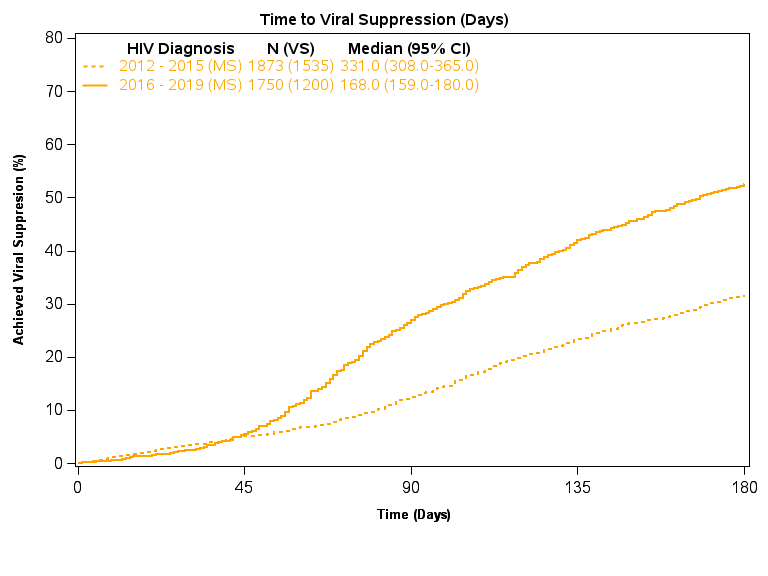 Time to Viral Suppression (Days)
HIV Diagnosis N (VS) Median (95% CI)
2012 - 2015 (MS) 1873 (1535) 331.0 (308.0-365.0)
2016 - 2019 (MS) 1750 (1200) 168.0 (159.0-180.0)
Achieved Viral Suppresion (%)
80
70
60
50
40
30
20
10
0
0 45 90 135 180
Time (Days)